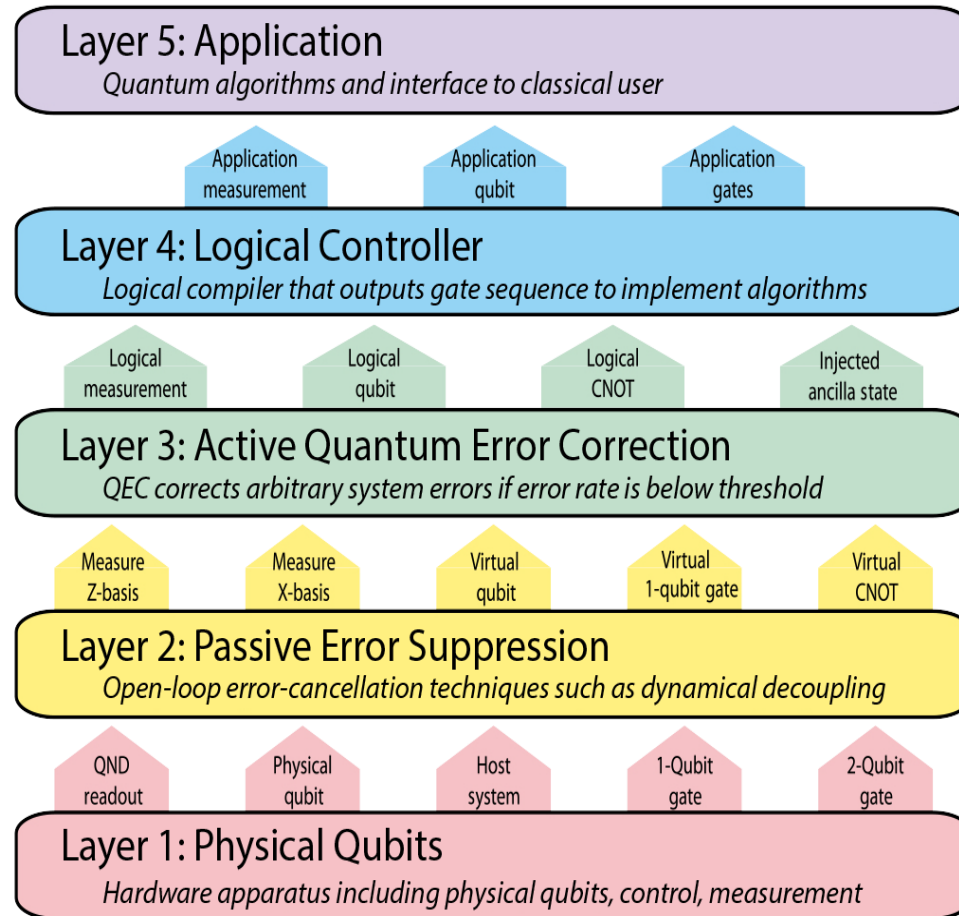 Layer 5: Application
Quantum algorithms and interface to classical user
Application measurement
Application qubit
Application gates
Layer 4: Logical Controller
Logical compiler that outputs gate sequence to implement algorithms
Logical measurement
Logical qubit
Logical CNOT
Injected ancilla state
Layer 3: Active Quantum Error Correction
QEC corrects arbitrary system errors if error rate is below threshold
Measure Z-basis
Measure X-basis
Virtual qubit
Virtual 1-qubit gate
Virtual CNOT
Layer 2: Passive Error Suppression
Open-loop error-cancellation techniques such as dynamical decoupling
QND readout
Physical qubit
Host system
1-Qubit gate
2-Qubit gate
Layer 1: Physical Qubits
Hardware apparatus including physical qubits, control, measurement